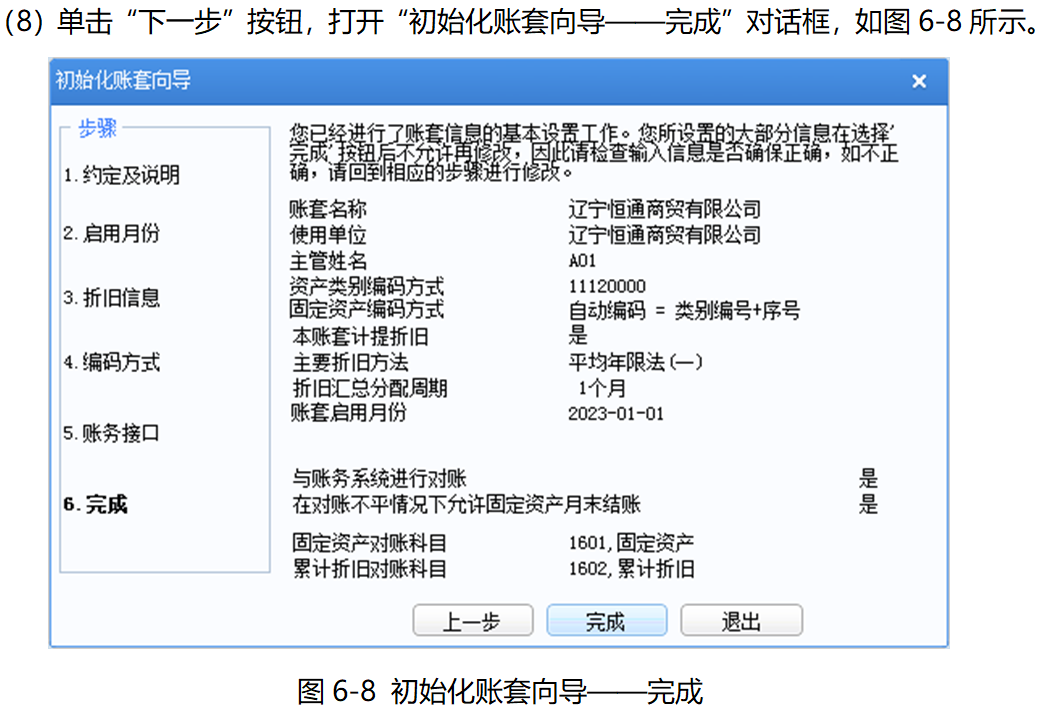 （8）单击“下一步”按钮，打开“初始化账套向导——完成”对话框，如图 6-8 所示。
初始化账套向导
步骤
1.约定及说明
2.启用月份
3.折旧信息
4.编码方式
5.账务接口
6.完成
您已经进行了账套信息的基本设置工作。您所设置的大部分信息在选择'
完成'按钮后不允许再修改，因此请检查输入信息是否确保正确，如不正
确，请回到相应的步骤进行修改。
账套名称 辽宁恒通商贸有限公司
使用单位 辽宁恒通商贸有限公司
主管姓名 A01
资产类别编码方式 11120000
固定资产编码方式 自动编码 = 类别编号+序号
本账套计提折旧 是
主要折旧方法 平均年限法(一)
折旧汇总分配周期 1个月
账套启用月份 2023-01-01
与账务系统进行对账 是
在对账不平情况下允许固定资产月末结账 是
固定资产对账科目 1601,固定资产
累计折旧对账科目 1602,累计折旧
上一步 完成 退出
图 6-8 初始化账套向导——完成